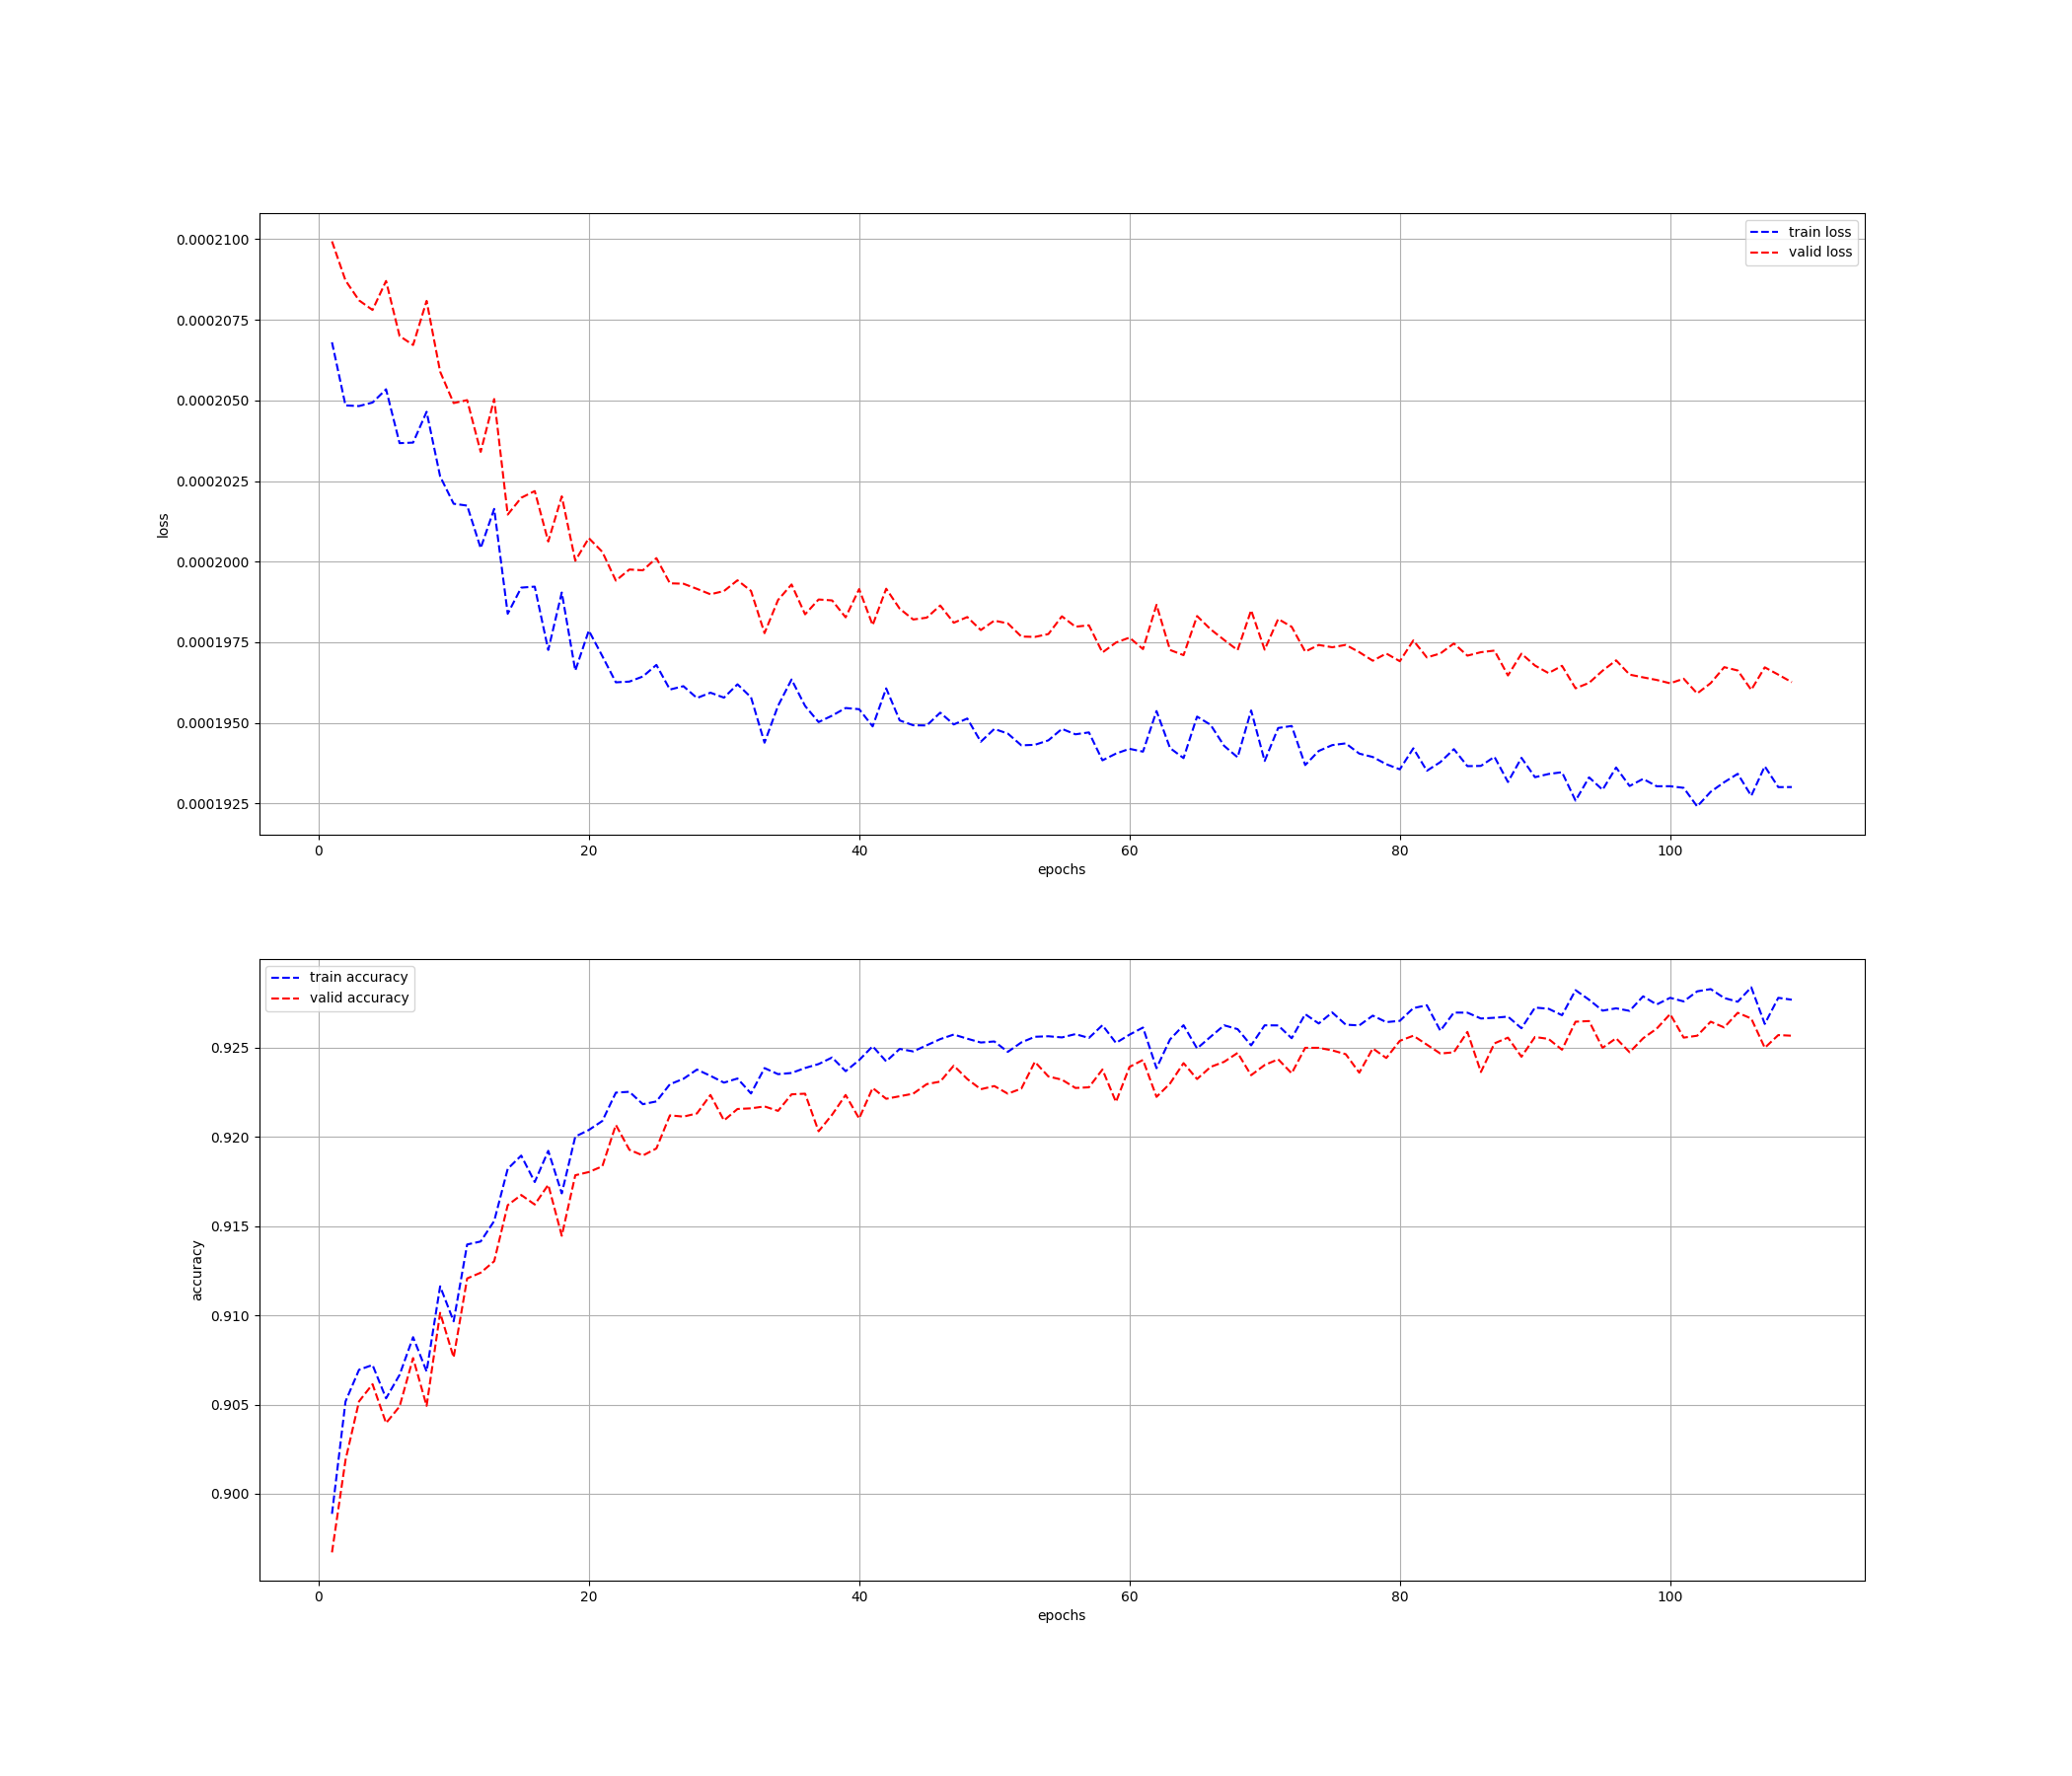 train loss
valid loss
0.0002100
0.0002075
0.0002050
0.0002025
0.0002000
0.0001975
0.0001950
0.0001925
loss
0 20 40 60 80 100
epochs
train accuracy
valid accuracy
0.925
0.920
0.915
0.910
0.905
0.900
accuracy
0 20 40 60 80 100
epochs